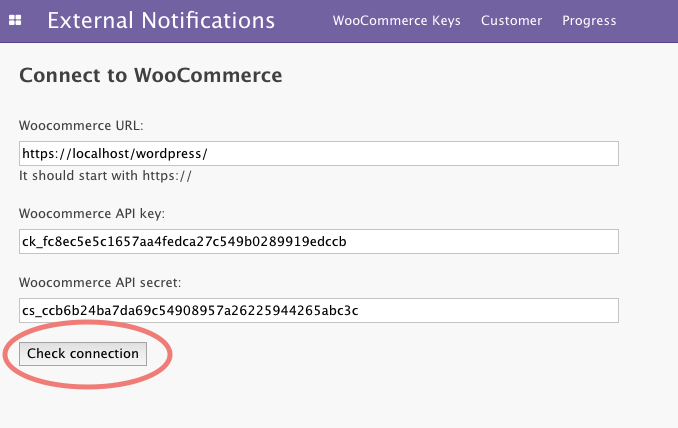 External Notifications WooCommerce Keys Customer Progress
Connect to WooCommerce
Woocommerce URL:
https://localhost/wordpress/
It should start with https://
Woocommerce API key:
ck_fc8ec5e5c1657aa4fedca27c549b0289919edccb
Woocommerce API secret:
cs_ccb6b24ba7da69c54908957a26225944265abc3c
Check connection